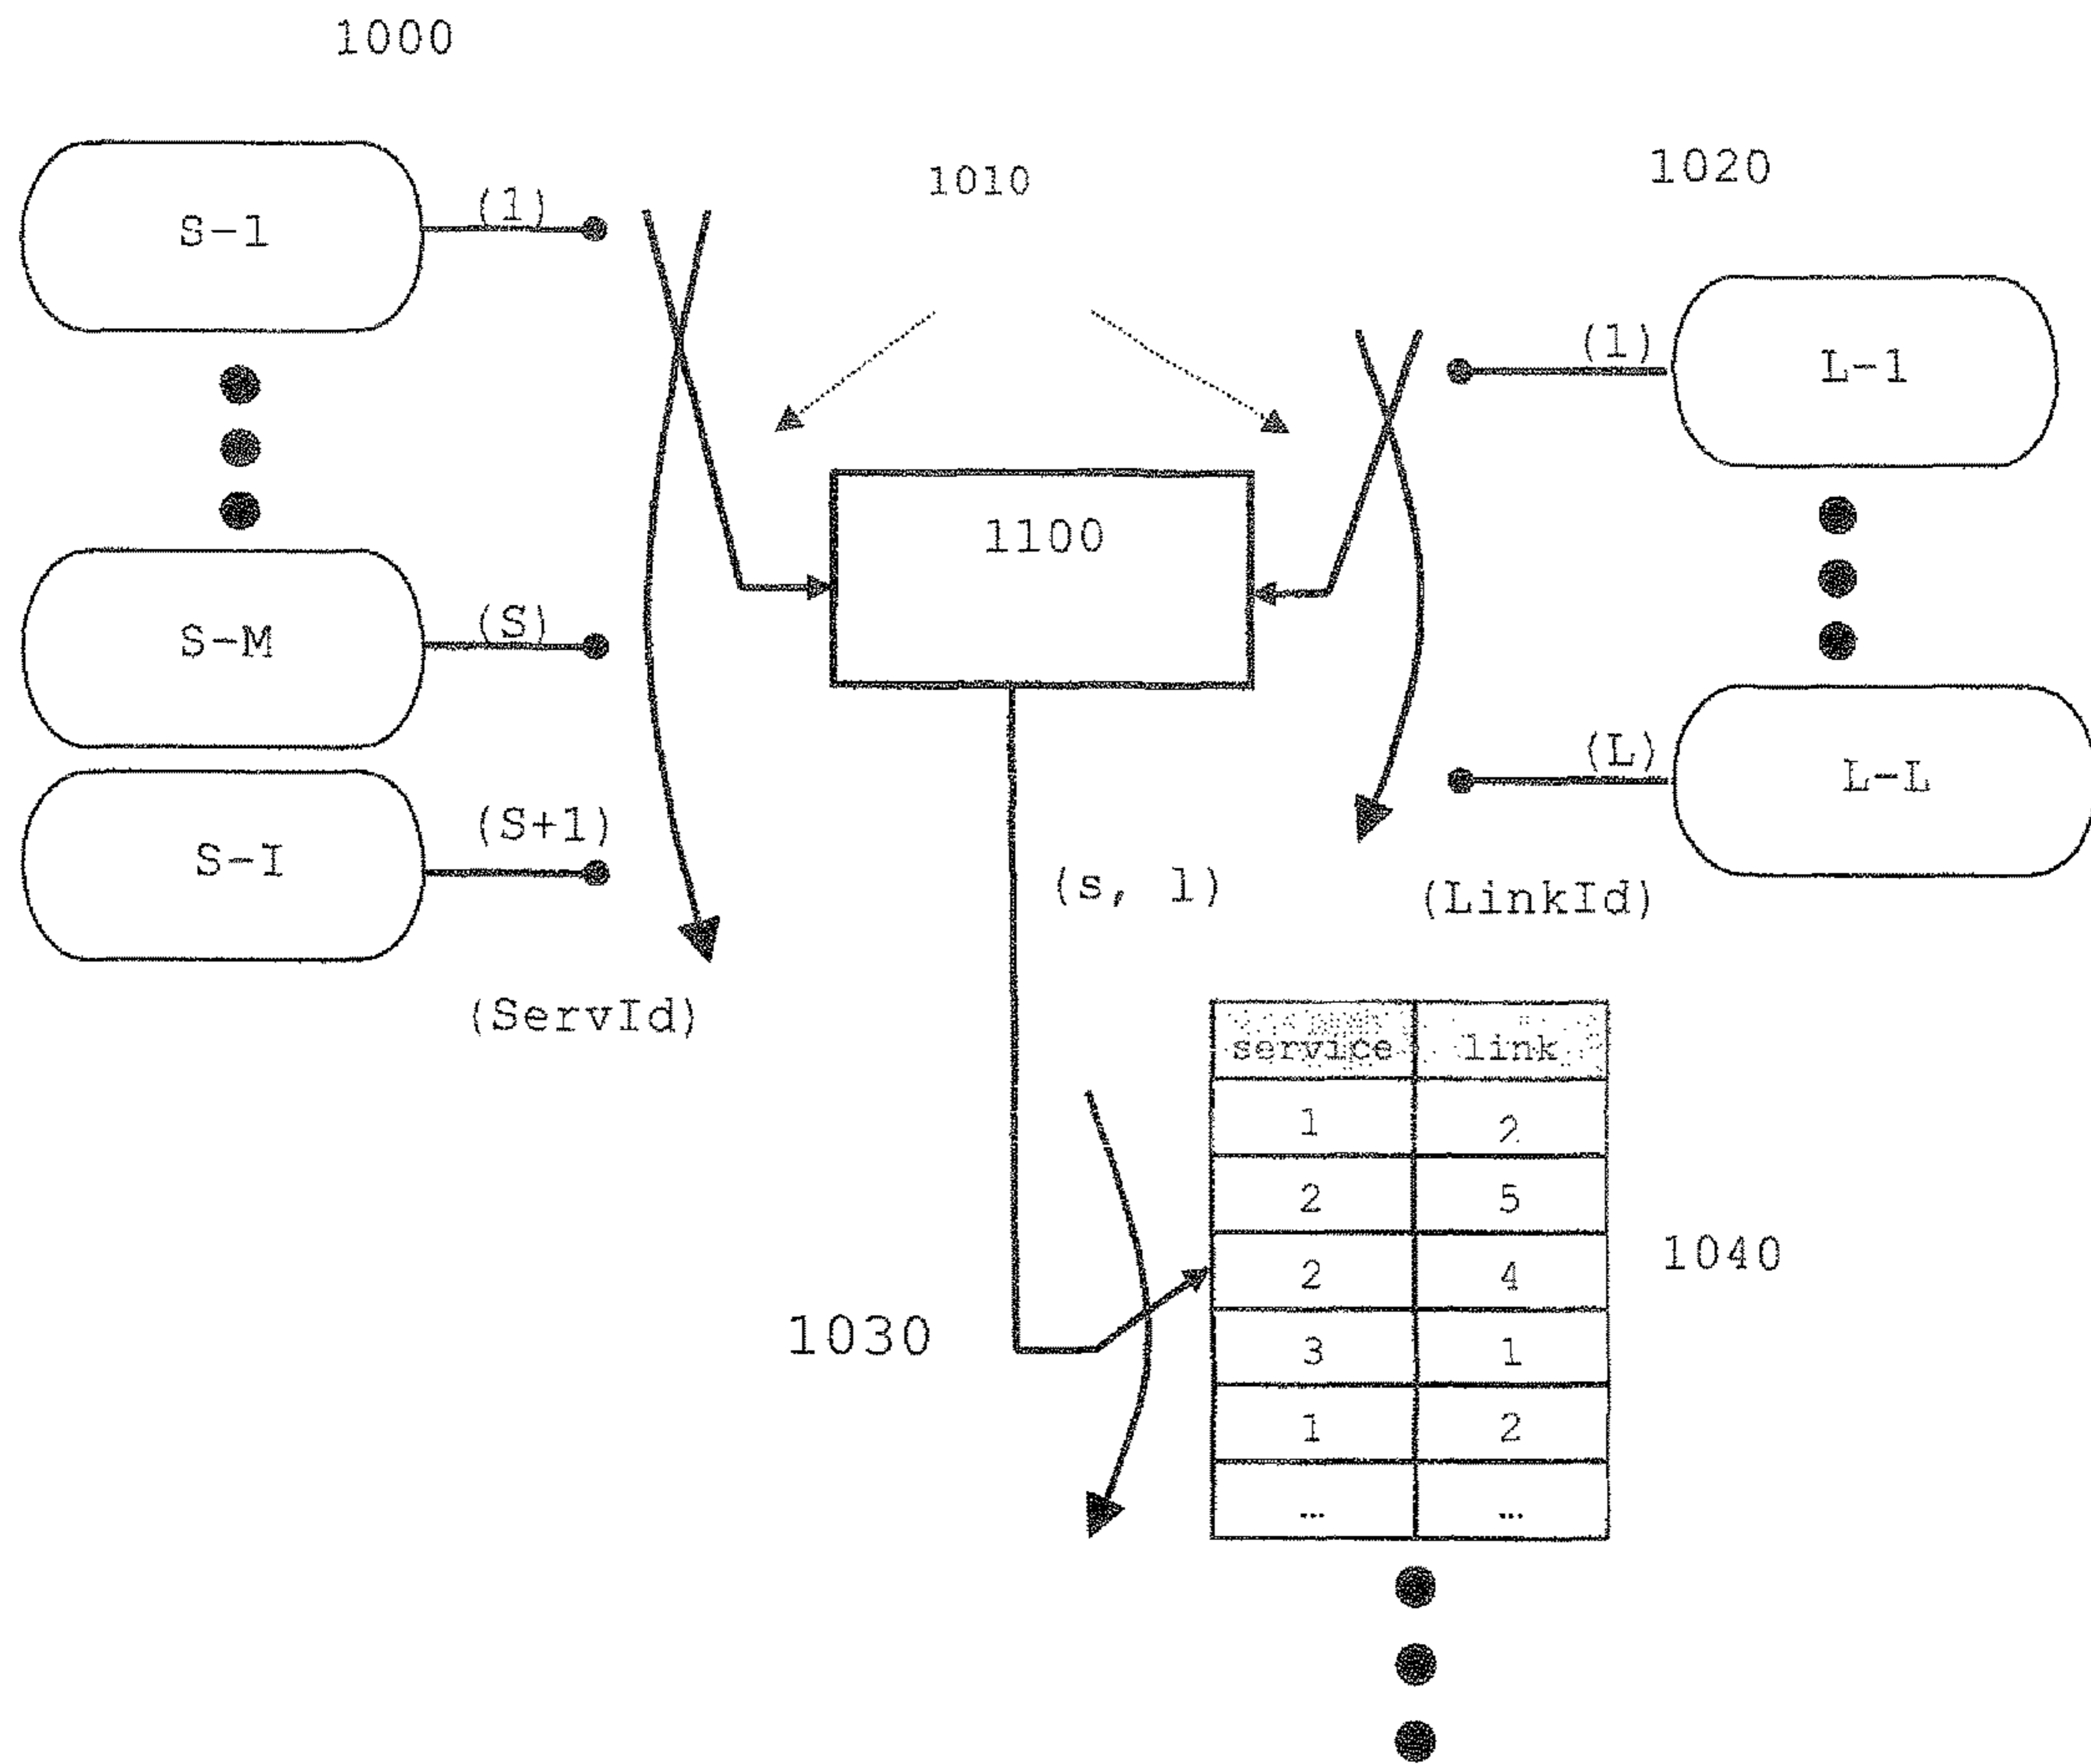 1000
1010
1020
S-1
(1)
(1)
L-1
1100
S-M
(S)
(L)
L-L
S-I
(S+1)
(s, l)
(LinkId)
(ServId)
service link
1 2
2 5
2 4
1040
3 1
1030
1 2
... ...